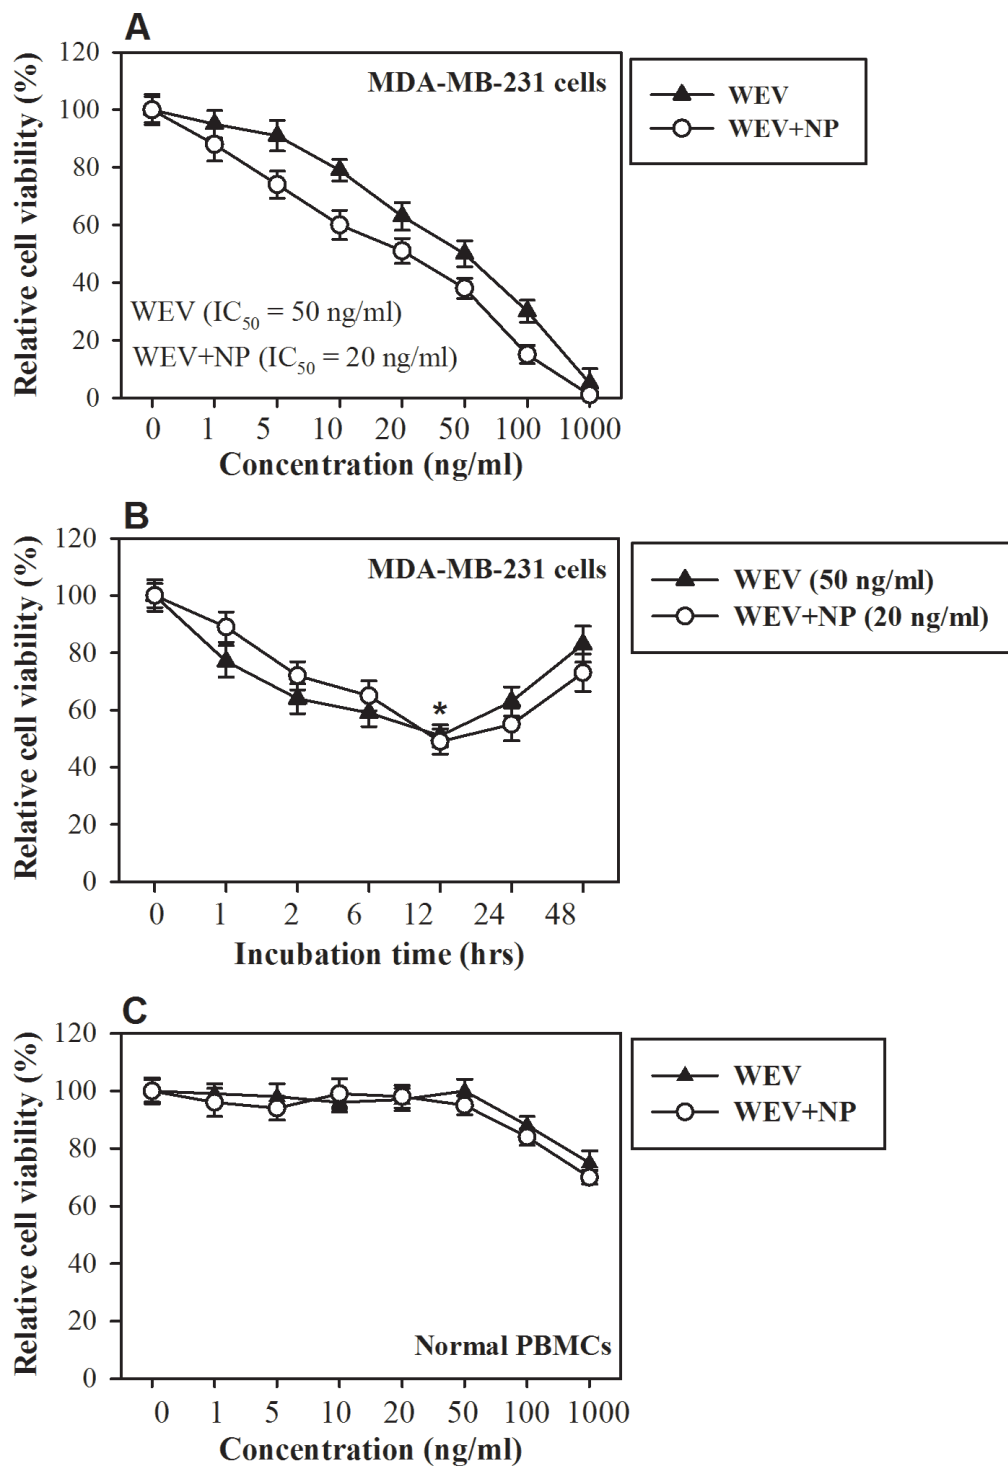 A
Relative cell viability (%)
120
100
80
60
40
20
0
MDA-MB-231 cells
WEV
WEV+NP
WEV (IC50 = 50 ng/ml)
WEV+NP (IC50 = 20 ng/ml)
0 1 5 10 20 50 100 1000
Concentration (ng/ml)
B
Relative cell viability (%)
120
100
80
60
40
20
0
MDA-MB-231 cells
WEV (50 ng/ml)
WEV+NP (20 ng/ml)
*
0 1 2 6 12 24 48
Incubation time (hrs)
C
Relative cell viability (%)
120
100
80
60
40
20
0
WEV
WEV+NP
Normal PBMCs
0 1 5 10 20 50 100 1000
Concentration (ng/ml)